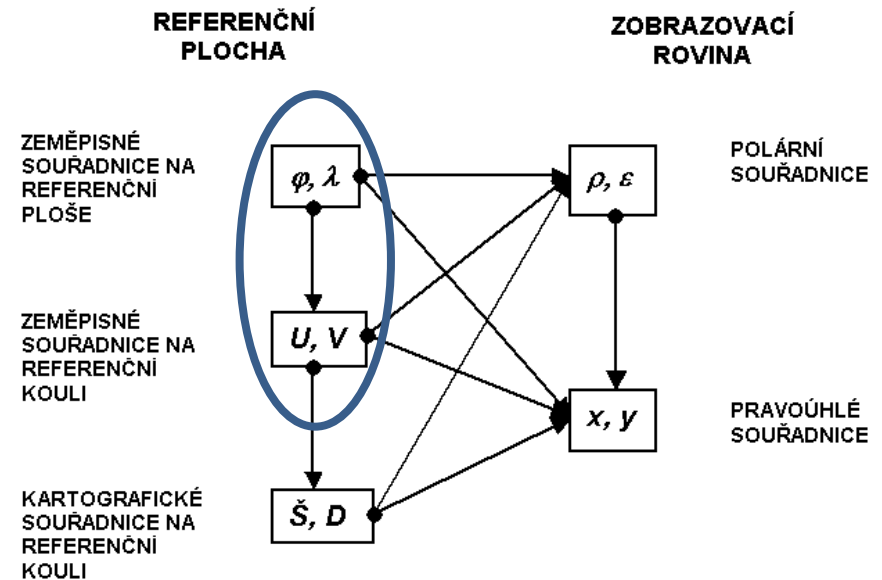 REFERENČNÍ
PLOCHA
ZOBRAZOVACÍ
ROVINA
ZEMĚPISNÉ
SOUŘADNICE NA
REFERENČNÍ
PLOŠE
φ, λ
ρ, ε
POLÁRNÍ
SOUŘADNICE
ZEMĚPISNÉ
SOUŘADNICE NA
REFERENČNÍ
KOULI
U, V
x, y
PRAVOÚHLÉ
SOUŘADNICE
KARTOGRAFICKÉ
SOUŘADNICE NA
REFERENČNÍ
KOULI
Š, D